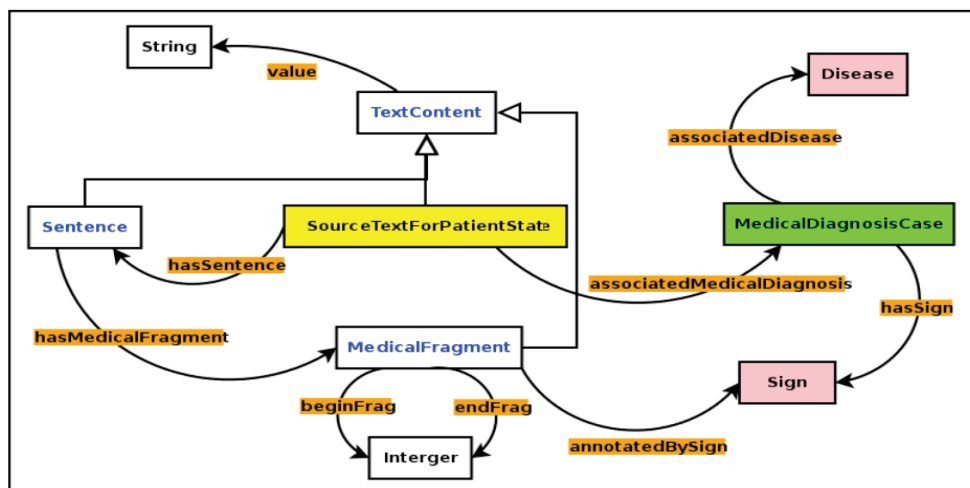 String
value
Disease
TextContent
associatedDisease
Sentence
SourceTextForPatientState
MedicalDiagnosisCase
hasSentence
associatedMedicalDiagnosis
hasSign
hasMedicalFragment
MedicalFragment
Sign
beginFrag
endFrag
annotatedBySign
Interger